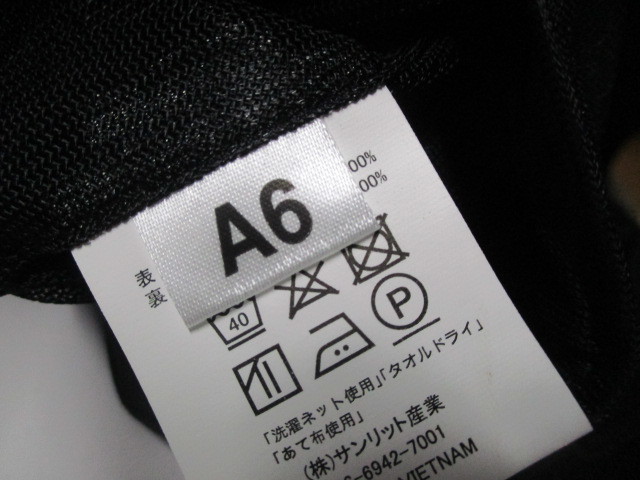 A6
00%
00%
表
裏
40
P
「洗濯ネット使用」「タオルドライ」
「あて布使用」
(株)サンリット産業
6-6942-7001
VIETNAM